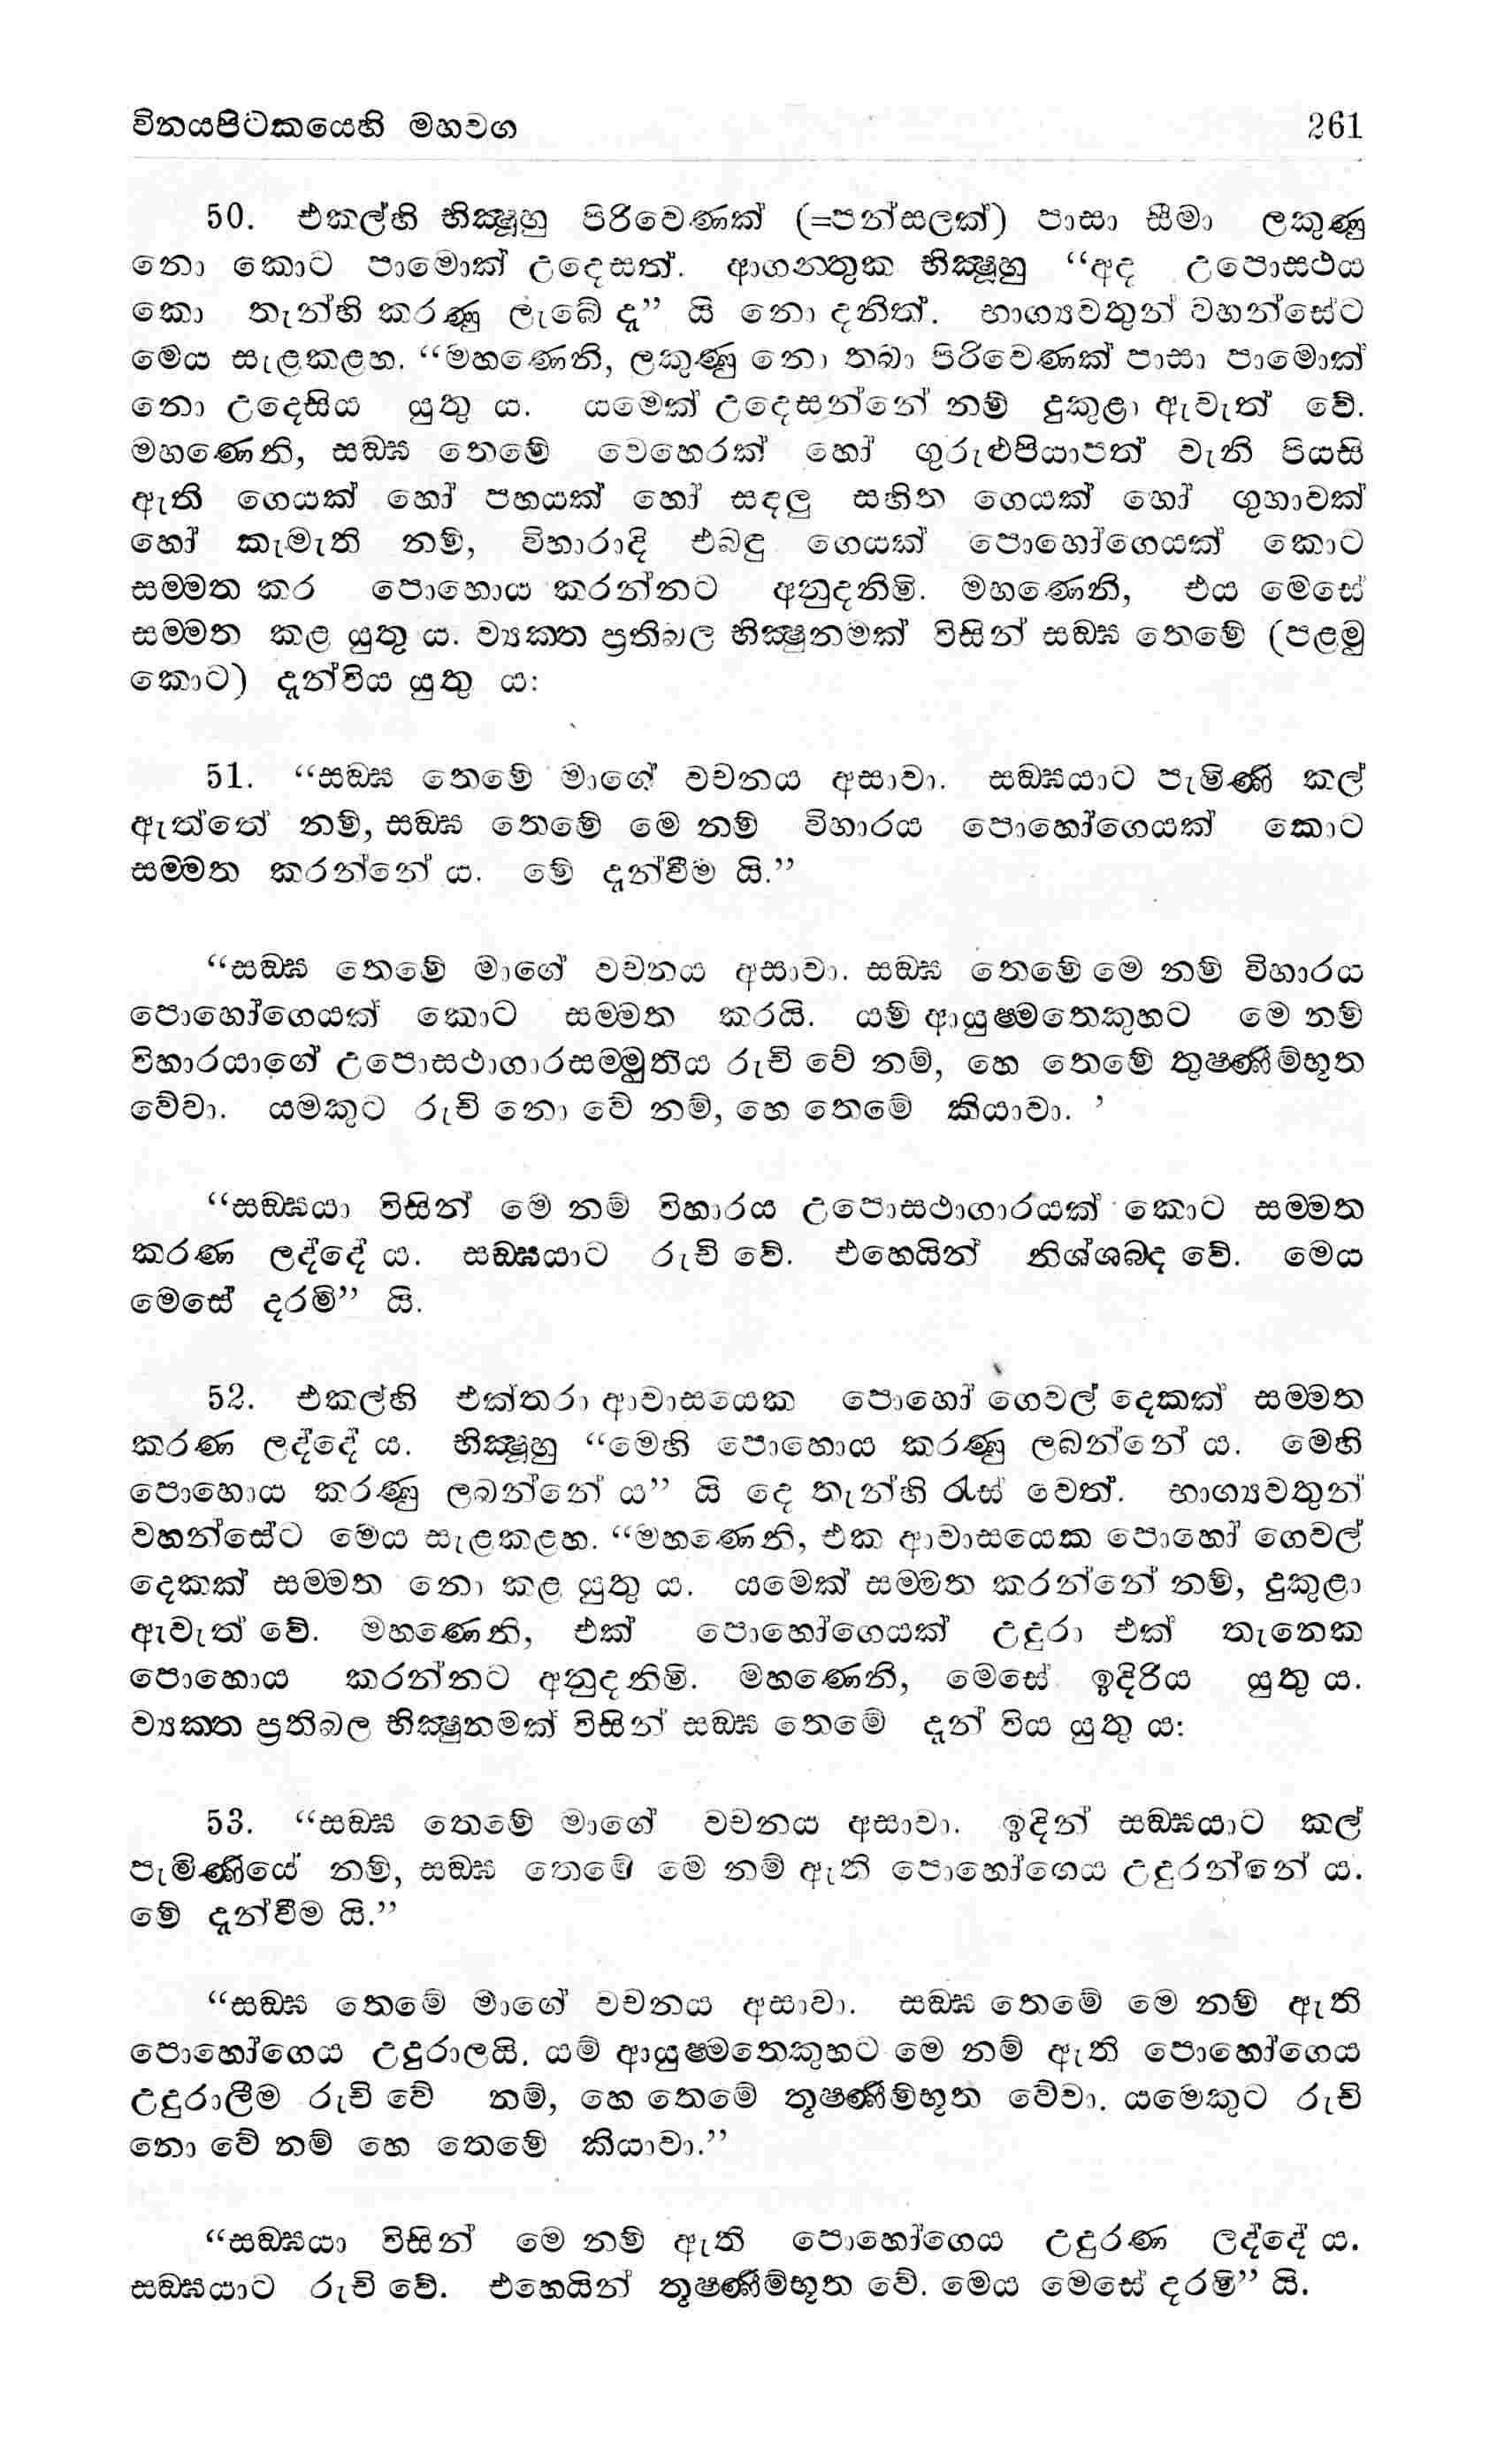 විනයපිටකයෙහි මහවග 261
50. එකල්හි භික්‍ෂූහු පිරිවෙණක් (=පන්සලක්) පාසා සීමා ලකුණු
නො කොට පාමොක් උදෙසත්. ආගන්‍තුක භික්‍ෂූහු “අද උපොසථය
කො තැන්හි කරණු ලැබේ දැ” යි නො දනිත්. භාග්‍යවතුන් වහන්සේට
මෙය සැළකළහ. “මහණෙනි, ලකුණු නො තබා පිරිවෙණක් පාසා පාමොක්
නො උදෙසිය යුතු ය. යමෙක් උදෙසන්නේ නම් දුකුළා ඇවැත් වේ.
මහණෙනි, සඞ්ඝ තෙමේ වෙහෙරක් හෝ ගුරුළුපියාපත් වැනි පියසි
ඇති ගෙයක් හෝ පහයක් හෝ සඳලු සහිත ගෙයක් හෝ ගුහාවක්
හෝ කැමැති නම්, විහාරාදි එබඳු ගෙයක් පොහෝගෙයක් කොට
සම්මත කර පොහොය කරන්නට අනුදනිමි. මහණෙනි, එය මෙසේ
සම්මත කළ යුතු ය. ව්‍යක්ත ප්‍රතිබල භික්‍ෂුනමක් විසින් සඞ්ඝ තෙමේ (පළමු
කොට) දැන්විය යුතු ය:
51. “සඞ්ඝ තෙමේ මාගේ වචනය අසාවා. සඞ්ඝයාට පැමිණි කල්
ඇත්තේ නම්, සඞ්ඝ තෙමේ මෙ නම් විහාරය පොහෝගෙයක් කොට
සම්මත කරන්නේ ය. මේ දැන්වීම යි.”
“සඞ්ඝ තෙමේ මාගේ වචනය අසාවා. සඞ්ඝ තෙමේ මෙ නම් විහාරය
පොහෝගෙයක් කොට සම්මත කරයි. යම් ආයුෂ්මතෙකුහට මෙ නම්
විහාරයාගේ උපොසථාගාරසම්මුතිය රුචි වේ නම්, හෙ තෙමේ තුෂ්ණීම්භූත
වේවා. යමකුට රුචි නො වේ නම්, හෙ තෙමේ කියාවා. ’
“සඞ්ඝයා විසින් මෙ නම් විහාරය උපොසථාගාරයක් කොට සම්මත
කරණ ලද්දේ ය. සඞ්ඝයාට රුචි වේ. එහෙයින් නිශ්ශබ්ද වේ. මෙය
මෙසේ දරමි” යි.
52. එකල්හි එක්තරා ආවාසයෙක පොහෝ ගෙවල් දෙකක් සම්මත
කරණ ලද්දේ ය. භික්‍ෂූහු “මෙහි පොහොය කරණු ලබන්නේ ය. මෙහි
පොහොය කරණු ලබන්නේ ය” යි දෙ තැන්හි රැස් වෙත්. භාග්‍යවතුන්
වහන්සේට මෙය සැළකළහ. “මහණෙනි, එක ආවාසයෙක පොහෝ ගෙවල්
දෙකක් සම්මත නො කළ යුතු ය. යමෙක් සම්මත කරන්නේ නම්, දුකුළා
ඇවැත් වේ. මහණෙනි, එක් පොහෝගෙයක් උදුරා එක් තැනෙක
පොහොය කරන්නට අනුදනිමි. මහණෙනි, මෙසේ ඉදිරිය යුතු ය.
ව්‍යක්ත ප්‍රතිබල භික්‍ෂුනමක් විසින් සඞ්ඝ තෙමේ දැන් විය යුතු ය:
53. “සඞ්ඝ තෙමේ මාගේ වචනය අසාවා. ඉදින් සඞ්ඝයාට කල්
පැමිණියේ නම්, සඞ්ඝ තෙමේ මෙ නම් ඇති පොහෝගෙය උදුරන්නේ ය.
මේ දැන්වීම යි.”
“සඞ්ඝ තෙමේ මාගේ වචනය අසාවා. සඞ්ඝ තෙමේ මෙ නම් ඇති
පොහෝගෙය උදුරාලයි. යම් ආයුෂ්මතෙකුහට මෙ නම් ඇති පොහෝගෙය
උදුරාලීම රුචි වේ නම්, හෙ තෙමේ තූෂ්ණීම්භූත වේවා. යමෙකුට රුචි
නො වේ නම් හෙ තෙමේ කියාවා.”
“සඞ්ඝයා විසින් මෙ නම් ඇති පොහෝගෙය උදුරණ ලද්දේ ය.
සඞ්ඝයාට රුචි වේ. එහෙයින් තූෂ්ණීම්භූත වේ. මෙය මෙසේ දරමි” යි.